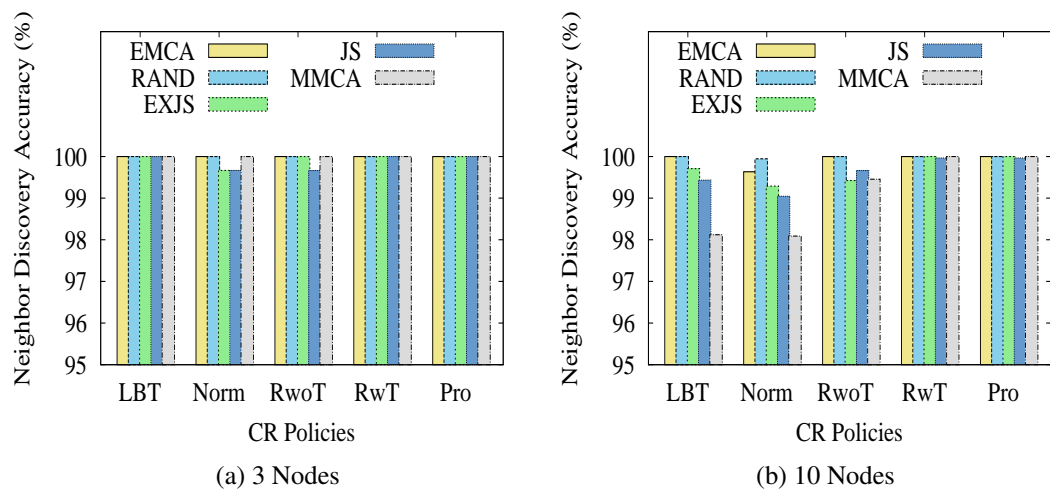 Neighbor Discovery Accuracy (%)
EMCA
RAND
EXJS
JS
MMCA
100
99
98
97
96
95
LBT Norm RwoT RwT Pro
CR Policies
(a) 3 Nodes
Neighbor Discovery Accuracy (%)
EMCA
RAND
EXJS
JS
MMCA
100
99
98
97
96
95
LBT Norm RwoT RwT Pro
CR Policies
(b) 10 Nodes